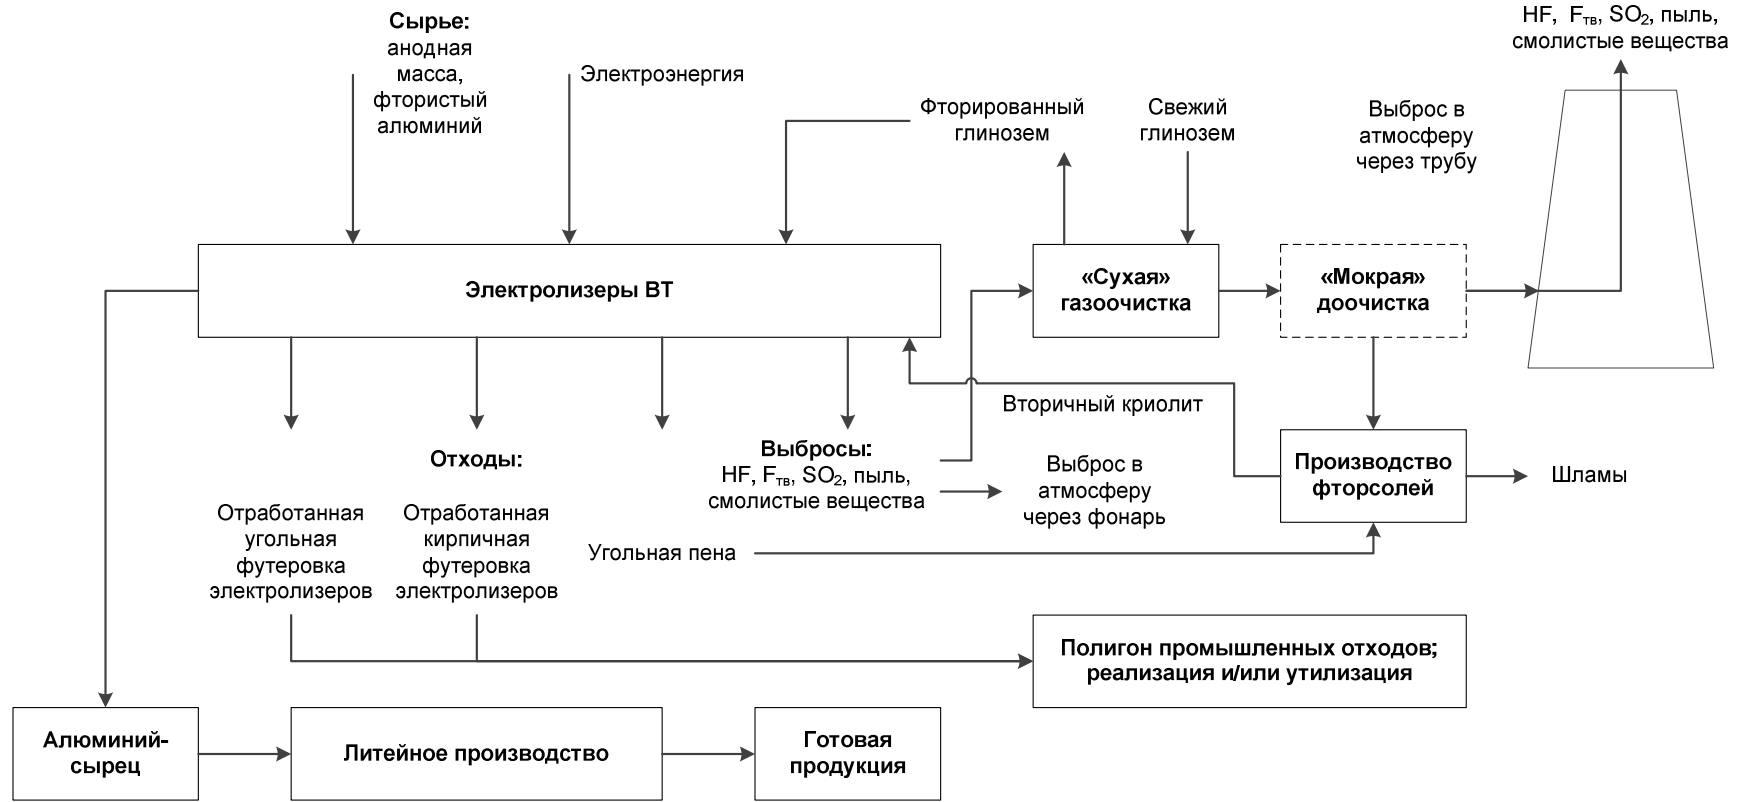 Сырье:
анодная
масса,
фтористый
алюминий
Электроэнергия
Фторированный
глинозем
Свежий
глинозем
Выброс в
атмосферу
через трубу
HF, Fтв, SO2, пыль,
смолистые вещества
Электролизеры ВТ
«Сухая»
газоочистка
«Мокрая»
доочистка
Вторичный криолит
Отходы:
Выбросы:
HF, Fтв, SO2, пыль,
смолистые вещества
Выброс в
атмосферу
через фонарь
Производство
фторсолей
Шламы
Отработанная
угольная
футеровка
электролизеров
Отработанная
кирпичная
футеровка
электролизеров
Угольная пена
Полигон промышленных отходов;
реализация и/или утилизация
Алюминий-
сырец
Литейное производство
Готовая
продукция